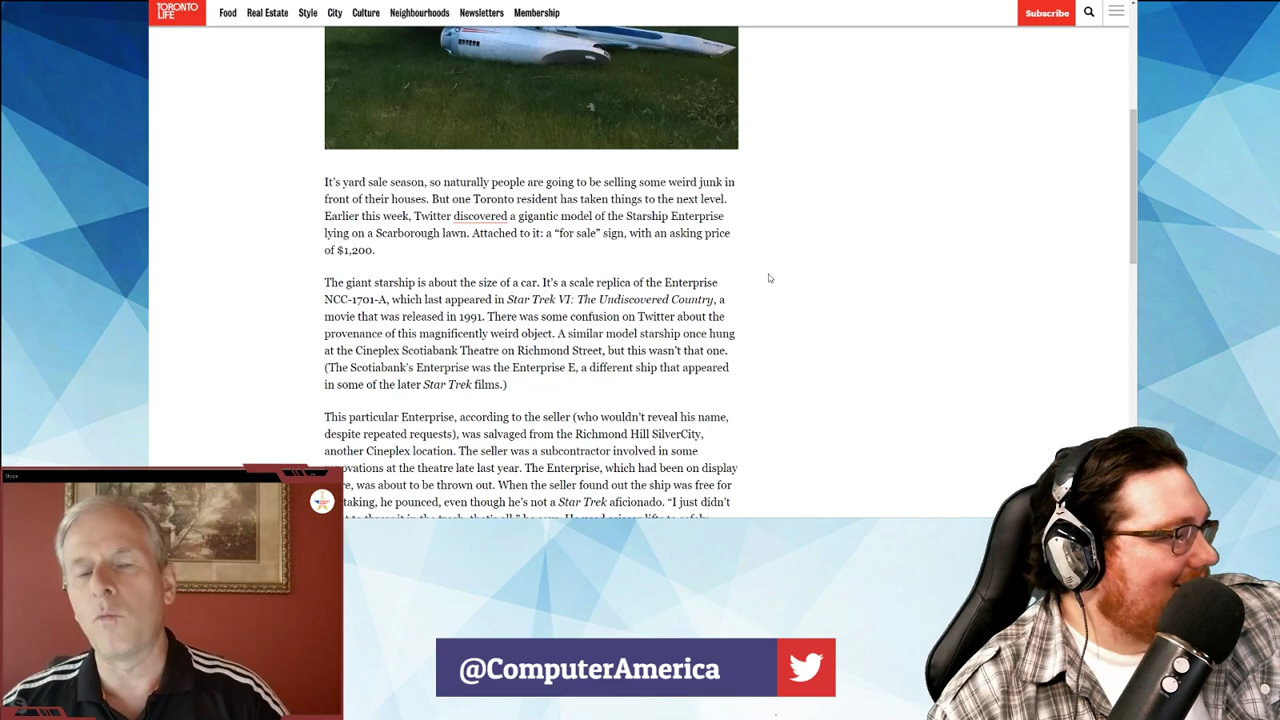 TORONTO
LIFE
Food Real Estate Style City Culture Neighbourhoods Newsletters Membership
Subscribe
It’s yard sale season, so naturally people are going to be selling some weird junk in
front of their houses. But one Toronto resident has taken things to the next level.
Earlier this week, Twitter discovered a gigantic model of the Starship Enterprise
lying on a Scarborough lawn. Attached to it: a “for sale” sign, with an asking price
of $1,200.
The giant starship is about the size of a car. It’s a scale replica of the Enterprise
NCC-1701-A, which last appeared in Star Trek VI: The Undiscovered Country, a
movie that was released in 1991. There was some confusion on Twitter about the
provenance of this magnificently weird object. A similar model starship once hung
at the Cineplex Scotiabank Theatre on Richmond Street, but this wasn’t that one.
(The Scotiabank’s Enterprise was the Enterprise E, a different ship that appeared
in some of the later Star Trek films.)
This particular Enterprise, according to the seller (who wouldn’t reveal his name,
despite repeated requests), was salvaged from the Richmond Hill SilverCity,
another Cineplex location. The seller was a subcontractor involved in some
ovations at the theatre late last year. The Enterprise, which had been on display
re, was about to be thrown out. When the seller found out the ship was free for
taking, he pounced, even though he’s not a Star Trek aficionado. “I just didn’t
Skype
@ComputerAmerica